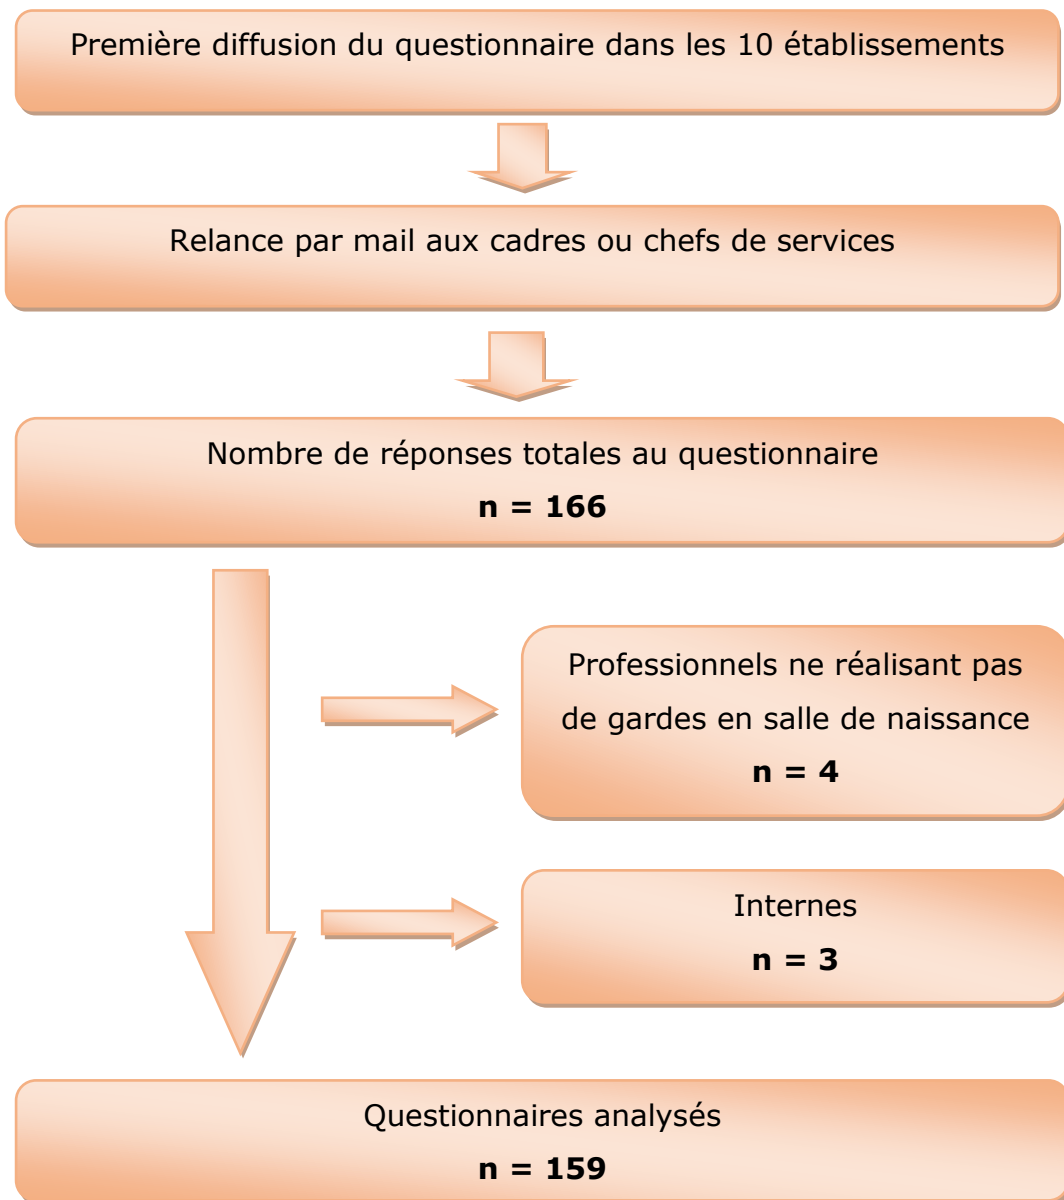 Première diffusion du questionnaire dans les 10 établissements
Relance par mail aux cadres ou chefs de services
Nombre de réponses totales au questionnaire
n = 166
Professionnels ne réalisant pas
de gardes en salle de naissance
n = 4
Internes
n = 3
Questionnaires analysés
n = 159